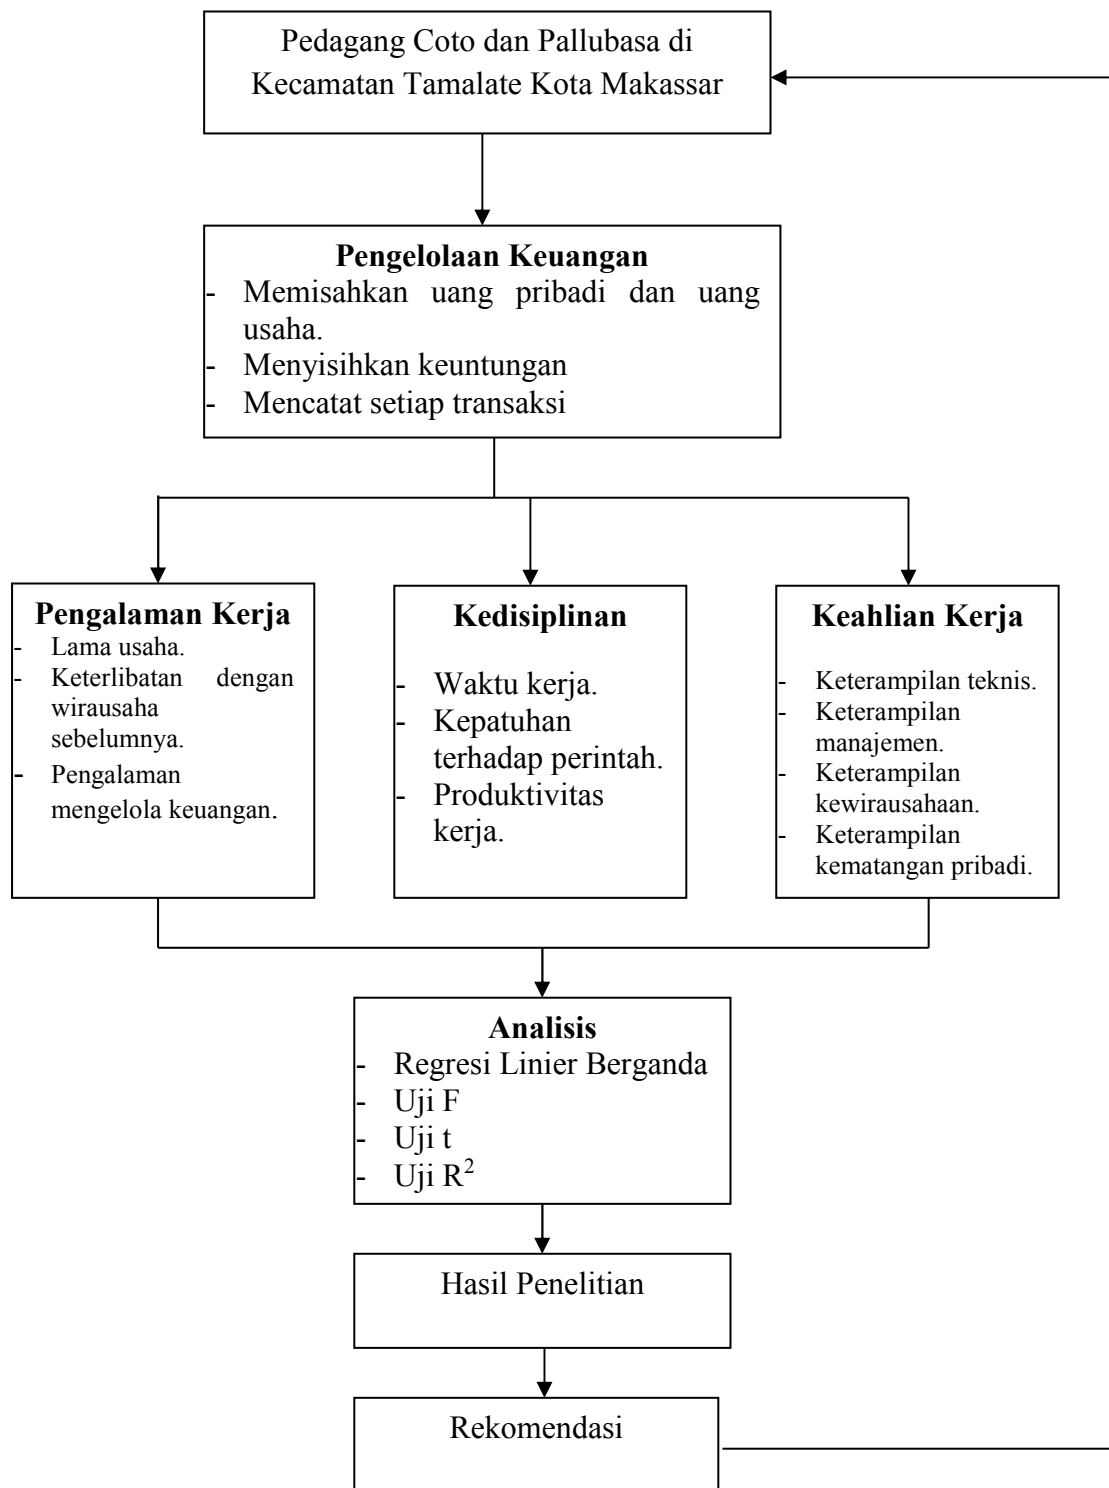 Pedagang Coto dan Pallubasa di
Kecamatan Tamalate Kota Makassar
Pengelolaan Keuangan
- Memisahkan uang pribadi dan uang
usaha.
- Menyisihkan keuntungan
- Mencatat setiap transaksi
Pengalaman Kerja
- Lama usaha.
- Keterlibatan dengan
wirausaha
sebelumnya.
- Pengalaman
mengelola keuangan.
Kedisiplinan
- Waktu kerja.
- Kepatuhan
terhadap perintah.
- Produktivitas
kerja.
Keahlian Kerja
- Keterampilan teknis.
- Keterampilan
manajemen.
- Keterampilan
kewirausahaan.
- Keterampilan
kematangan pribadi.
Analisis
- Regresi Linier Berganda
- Uji F
- Uji t
- Uji R²
Hasil Penelitian
Rekomendasi